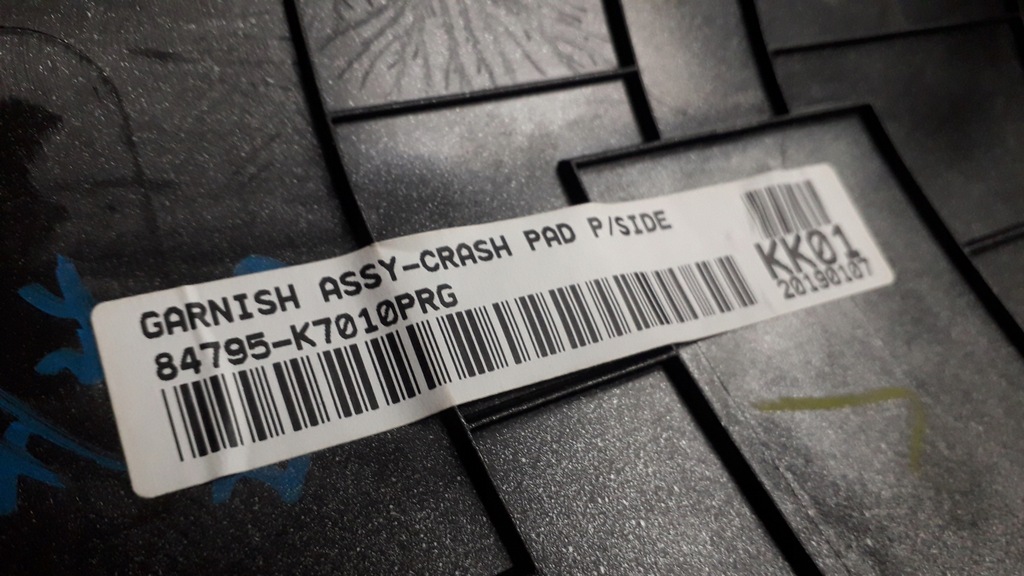 GARNISH ASSY-CRASH PAD P/SIDE
84795-K7010PRG
KK01
20190107